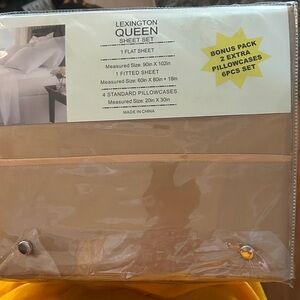 LEXINGTON
QUEEN
SHEET SET
1 FLAT SHEET
Measured Size: 90in X 102in
1 FITTED SHEET
Measured Size: 60in X 80in + 18in
4 STANDARD PILLOWCASES
Measured Size: 20in X 30in
MADE IN CHINA
BONUS PACK
2 EXTRA
PILLOWCASES
6PCS SET